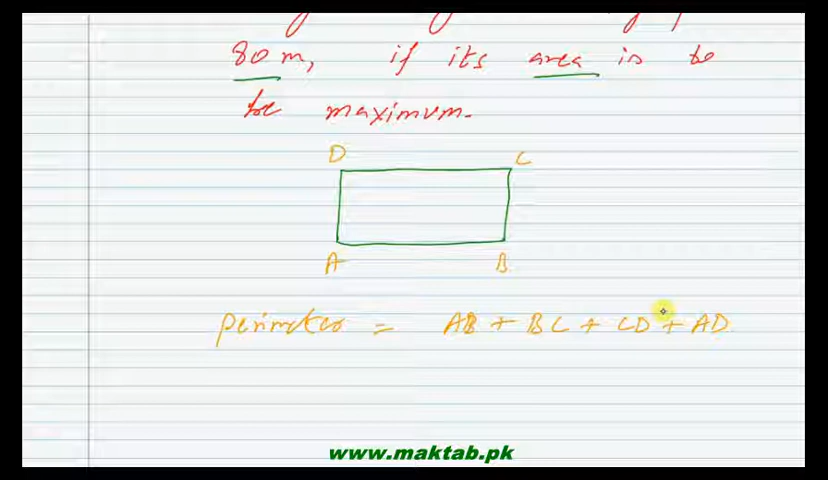 80 m, if its area is to
be maximum.
D C
A B
Perimeter = AB + BC + CD + AD
www.maktab.pk